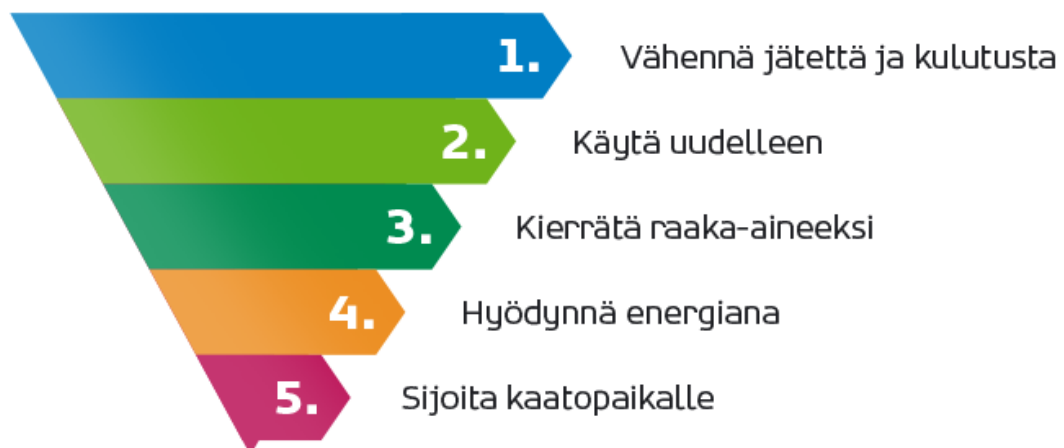 1. Vähennä jätettä ja kulutusta
2. Käytä uudelleen
3. Kierrätä raaka-aineeksi
4. Hyödynnä energiana
5. Sijoita kaatopaikalle